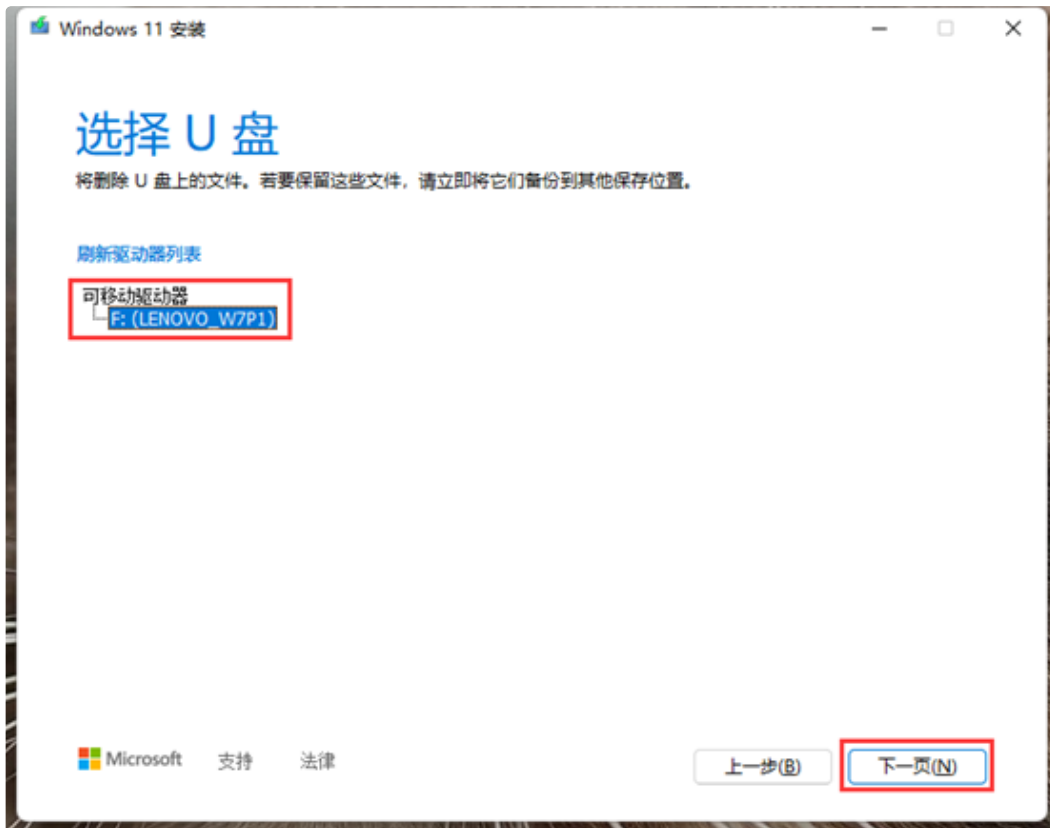 Windows 11 安装
选择 U 盘
将删除 U 盘上的文件。若要保留这些文件，请立即将它们备份到其他保存位置。
刷新驱动器列表
可移动驱动器
F: (LENOVO_W7P1)
Microsoft 支持 法律 上一步(B) 下一页(N)